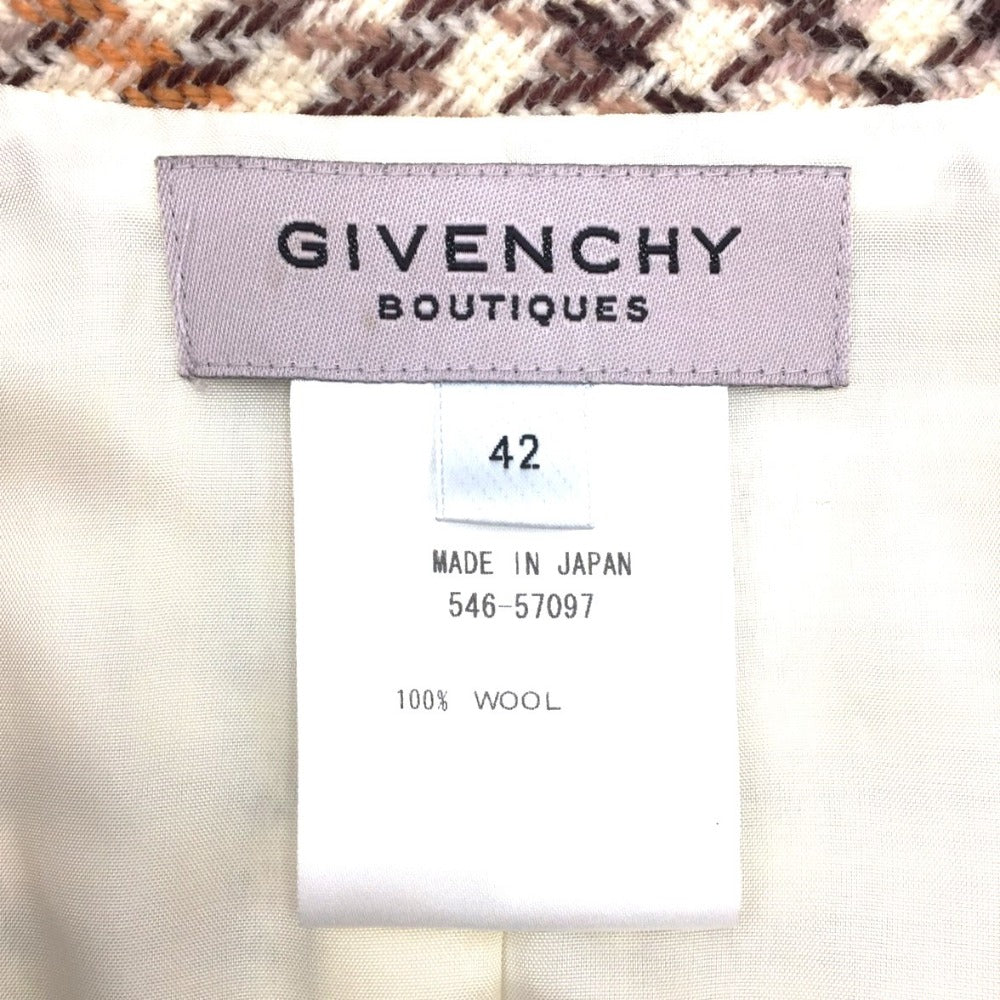 GIVENCHY
BOUTIQUES
42
MADE IN JAPAN
546-57097
100% WOOL